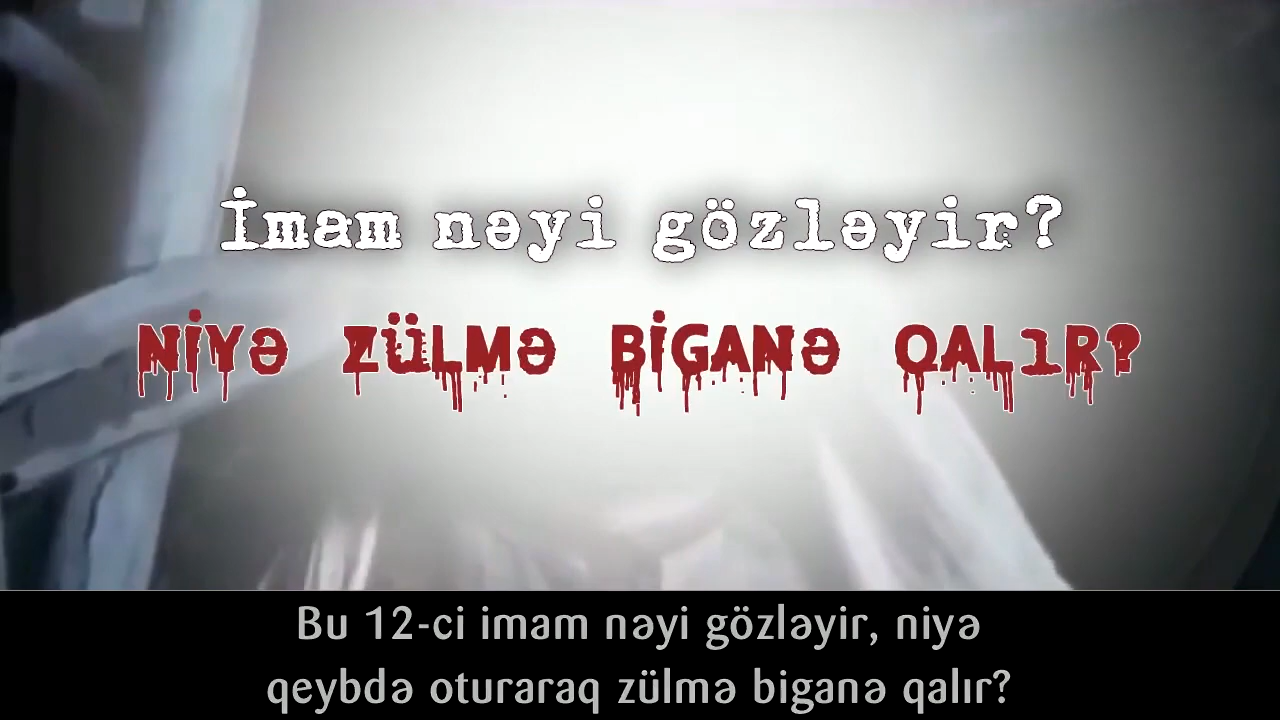 İmam nəyi gözləyir?
NİYƏ ZÜLMƏ BİGANƏ QALIR?
Bu 12-ci imam nəyi gözləyir, niyə
qeybdə oturaraq zülmə biganə qalır?